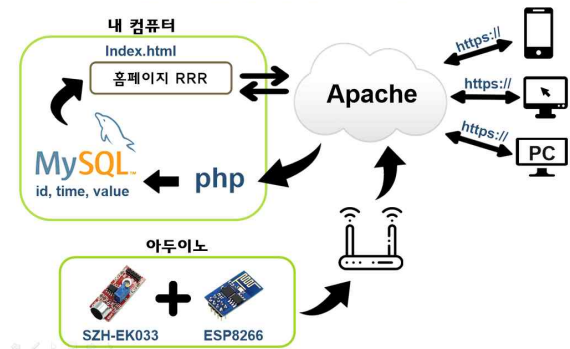 내 컴퓨터
Index.html
홈페이지 RRR
Apache
https://
https://
https://
PC
MySQL
id, time, value
php
아두이노
SZH-EK033
ESP8266